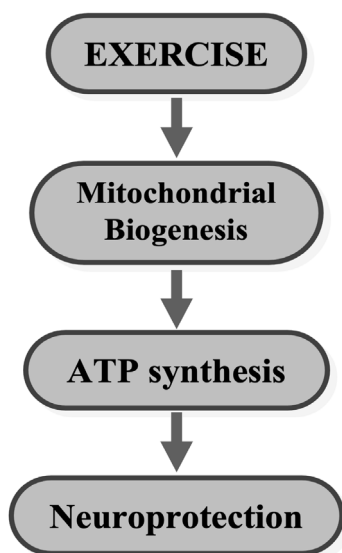 EXERCISE
Mitochondrial
Biogenesis
ATP synthesis
Neuroprotection